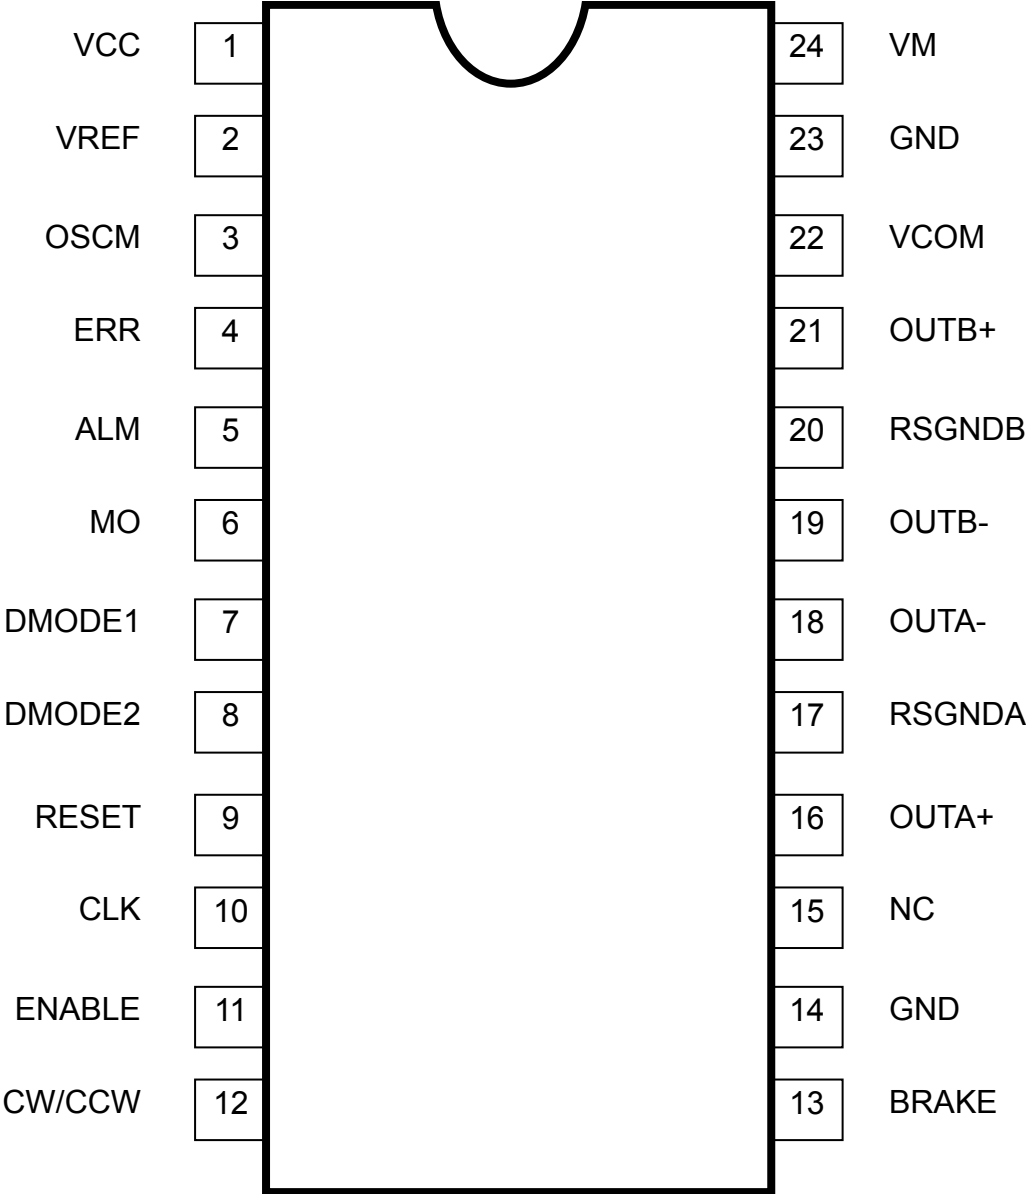 VCC 1 24 VM
VREF 2 23 GND
OSCM 3 22 VCOM
ERR 4 21 OUTB+
ALM 5 20 RSGNDB
MO 6 19 OUTB-
DMODE1 7 18 OUTA-
DMODE2 8 17 RSGNDA
RESET 9 16 OUTA+
CLK 10 15 NC
ENABLE 11 14 GND
CW/CCW 12 13 BRAKE